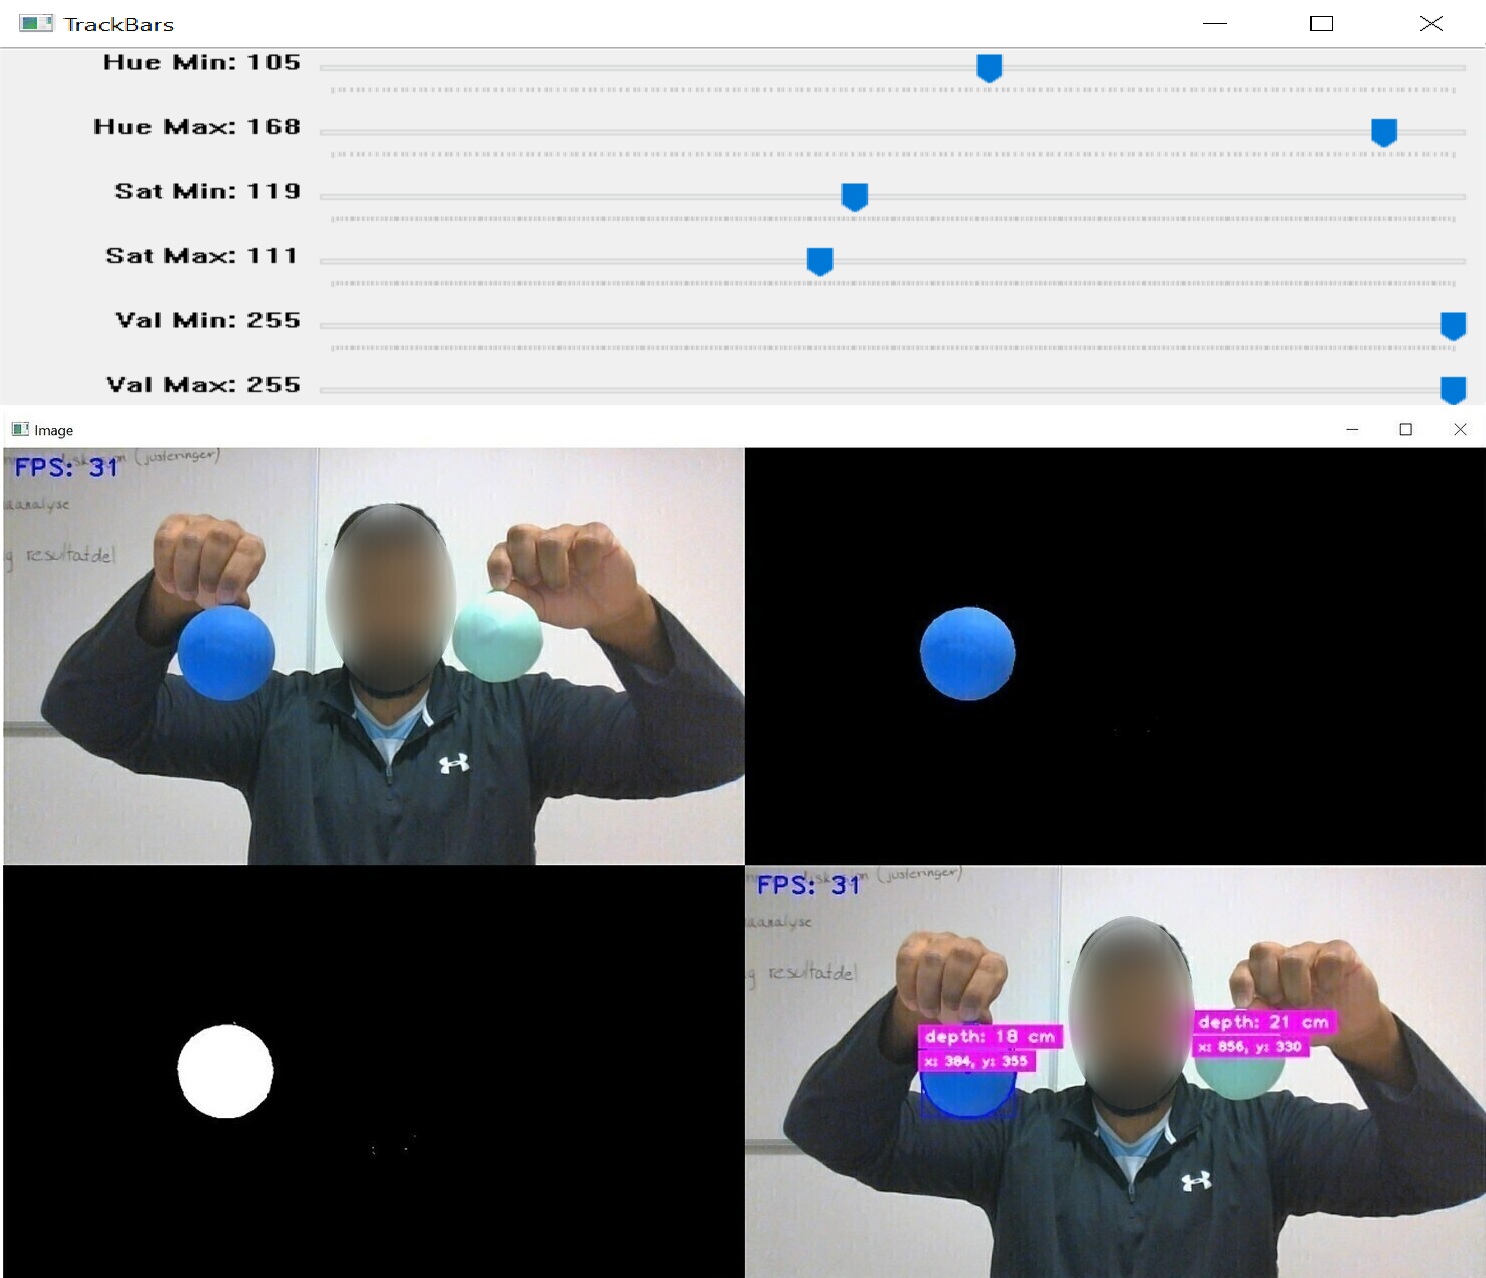 TrackBars
Hue Min: 105
Hue Max: 168
Sat Min: 119
Sat Max: 111
Val Min: 255
Val Max: 255
Image
FPS: 31
(justeringer)
resultatdel
FPS: 31
(justeringer)
resultatdel
depth: 18 cm
x: 384, y: 355
depth: 21 cm
x: 856, y: 330